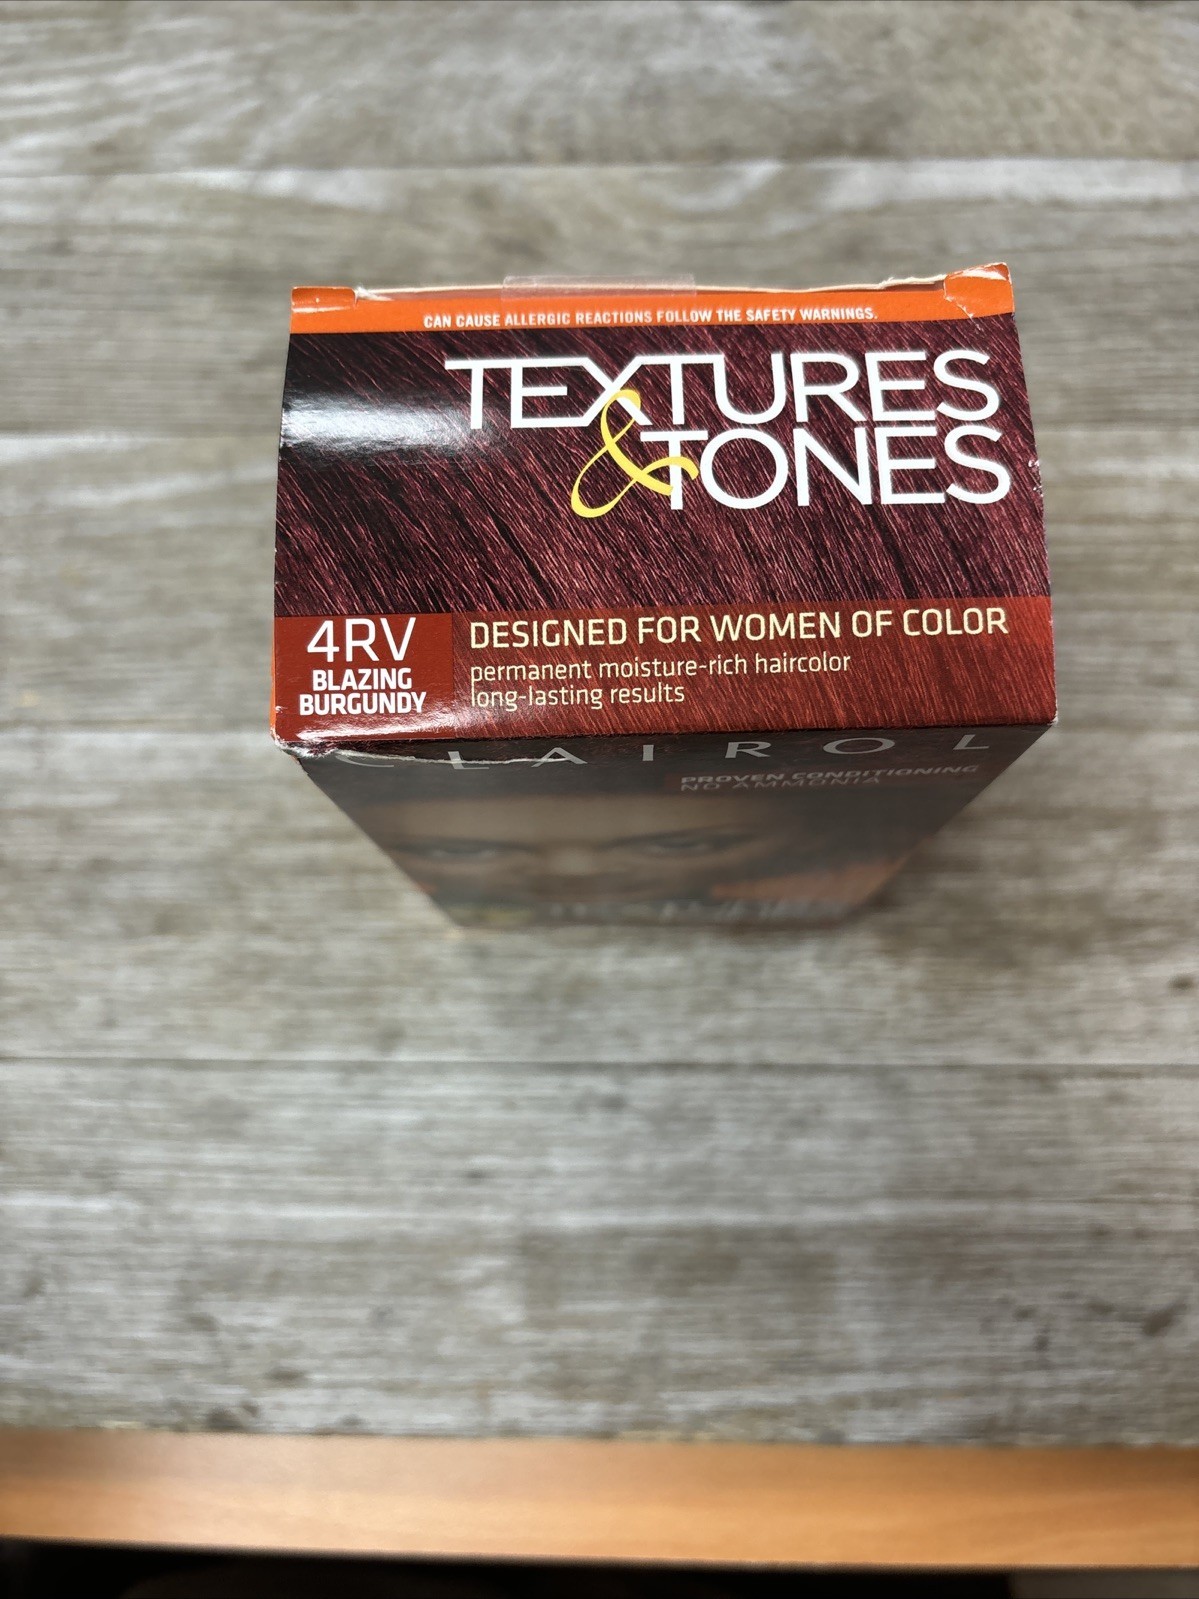 CAN CAUSE ALLERGIC REACTIONS FOLLOW THE SAFETY WARNINGS.
TEXTURES
& TONES
4RV
BLAZING
BURGUNDY
DESIGNED FOR WOMEN OF COLOR
permanent moisture-rich haircolor
long-lasting results
CLAIROL
PROVEN CONDITIONING
NO AMMONIA